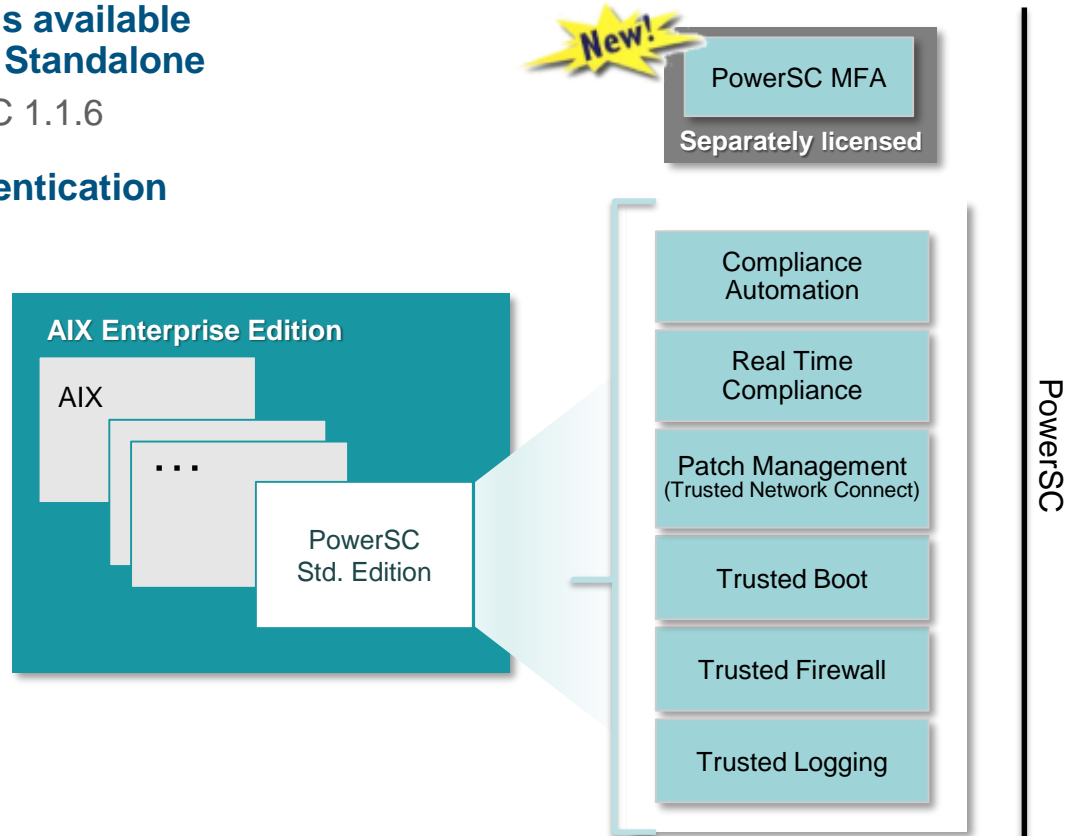 s available
Standalone
C 1.1.6
entication
New!
PowerSC MFA
Separately licensed
AIX Enterprise Edition
AIX
...
PowerSC
Std. Edition
Compliance
Automation
Real Time
Compliance
Patch Management
(Trusted Network Connect)
Trusted Boot
Trusted Firewall
Trusted Logging
PowerSC